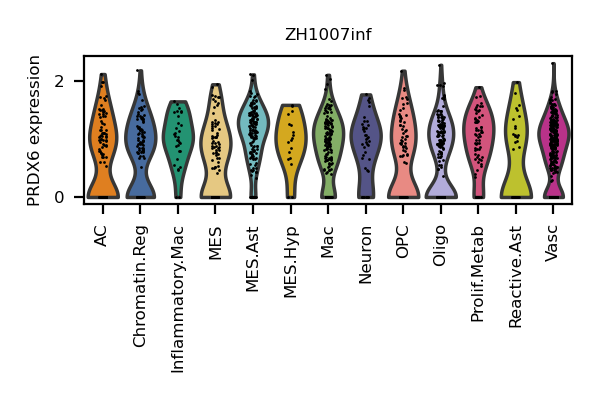 ZH1007inf
PRDX6 expression
2
0
AC
Chromatin.Reg
Inflammatory.Mac
MES
MES.Ast
MES.Hyp
Mac
Neuron
OPC
Oligo
Prolif.Metab
Reactive.Ast
Vasc